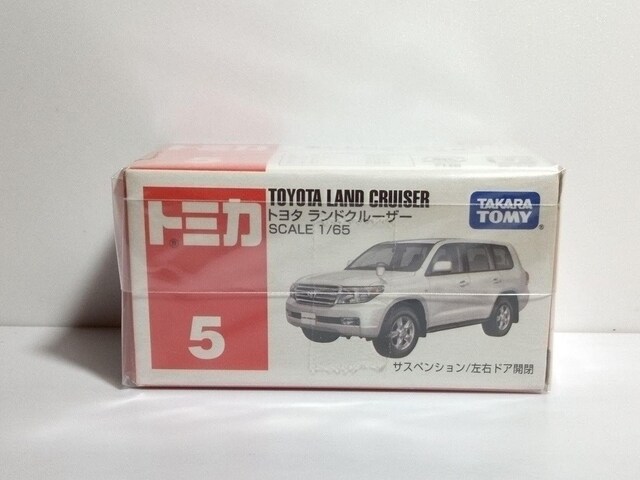 トミカ®
5
TOYOTA LAND CRUISER
トヨタ ランドクルーザー
SCALE 1/65
TAKARA
TOMY®
サスペンション/左右ドア開閉